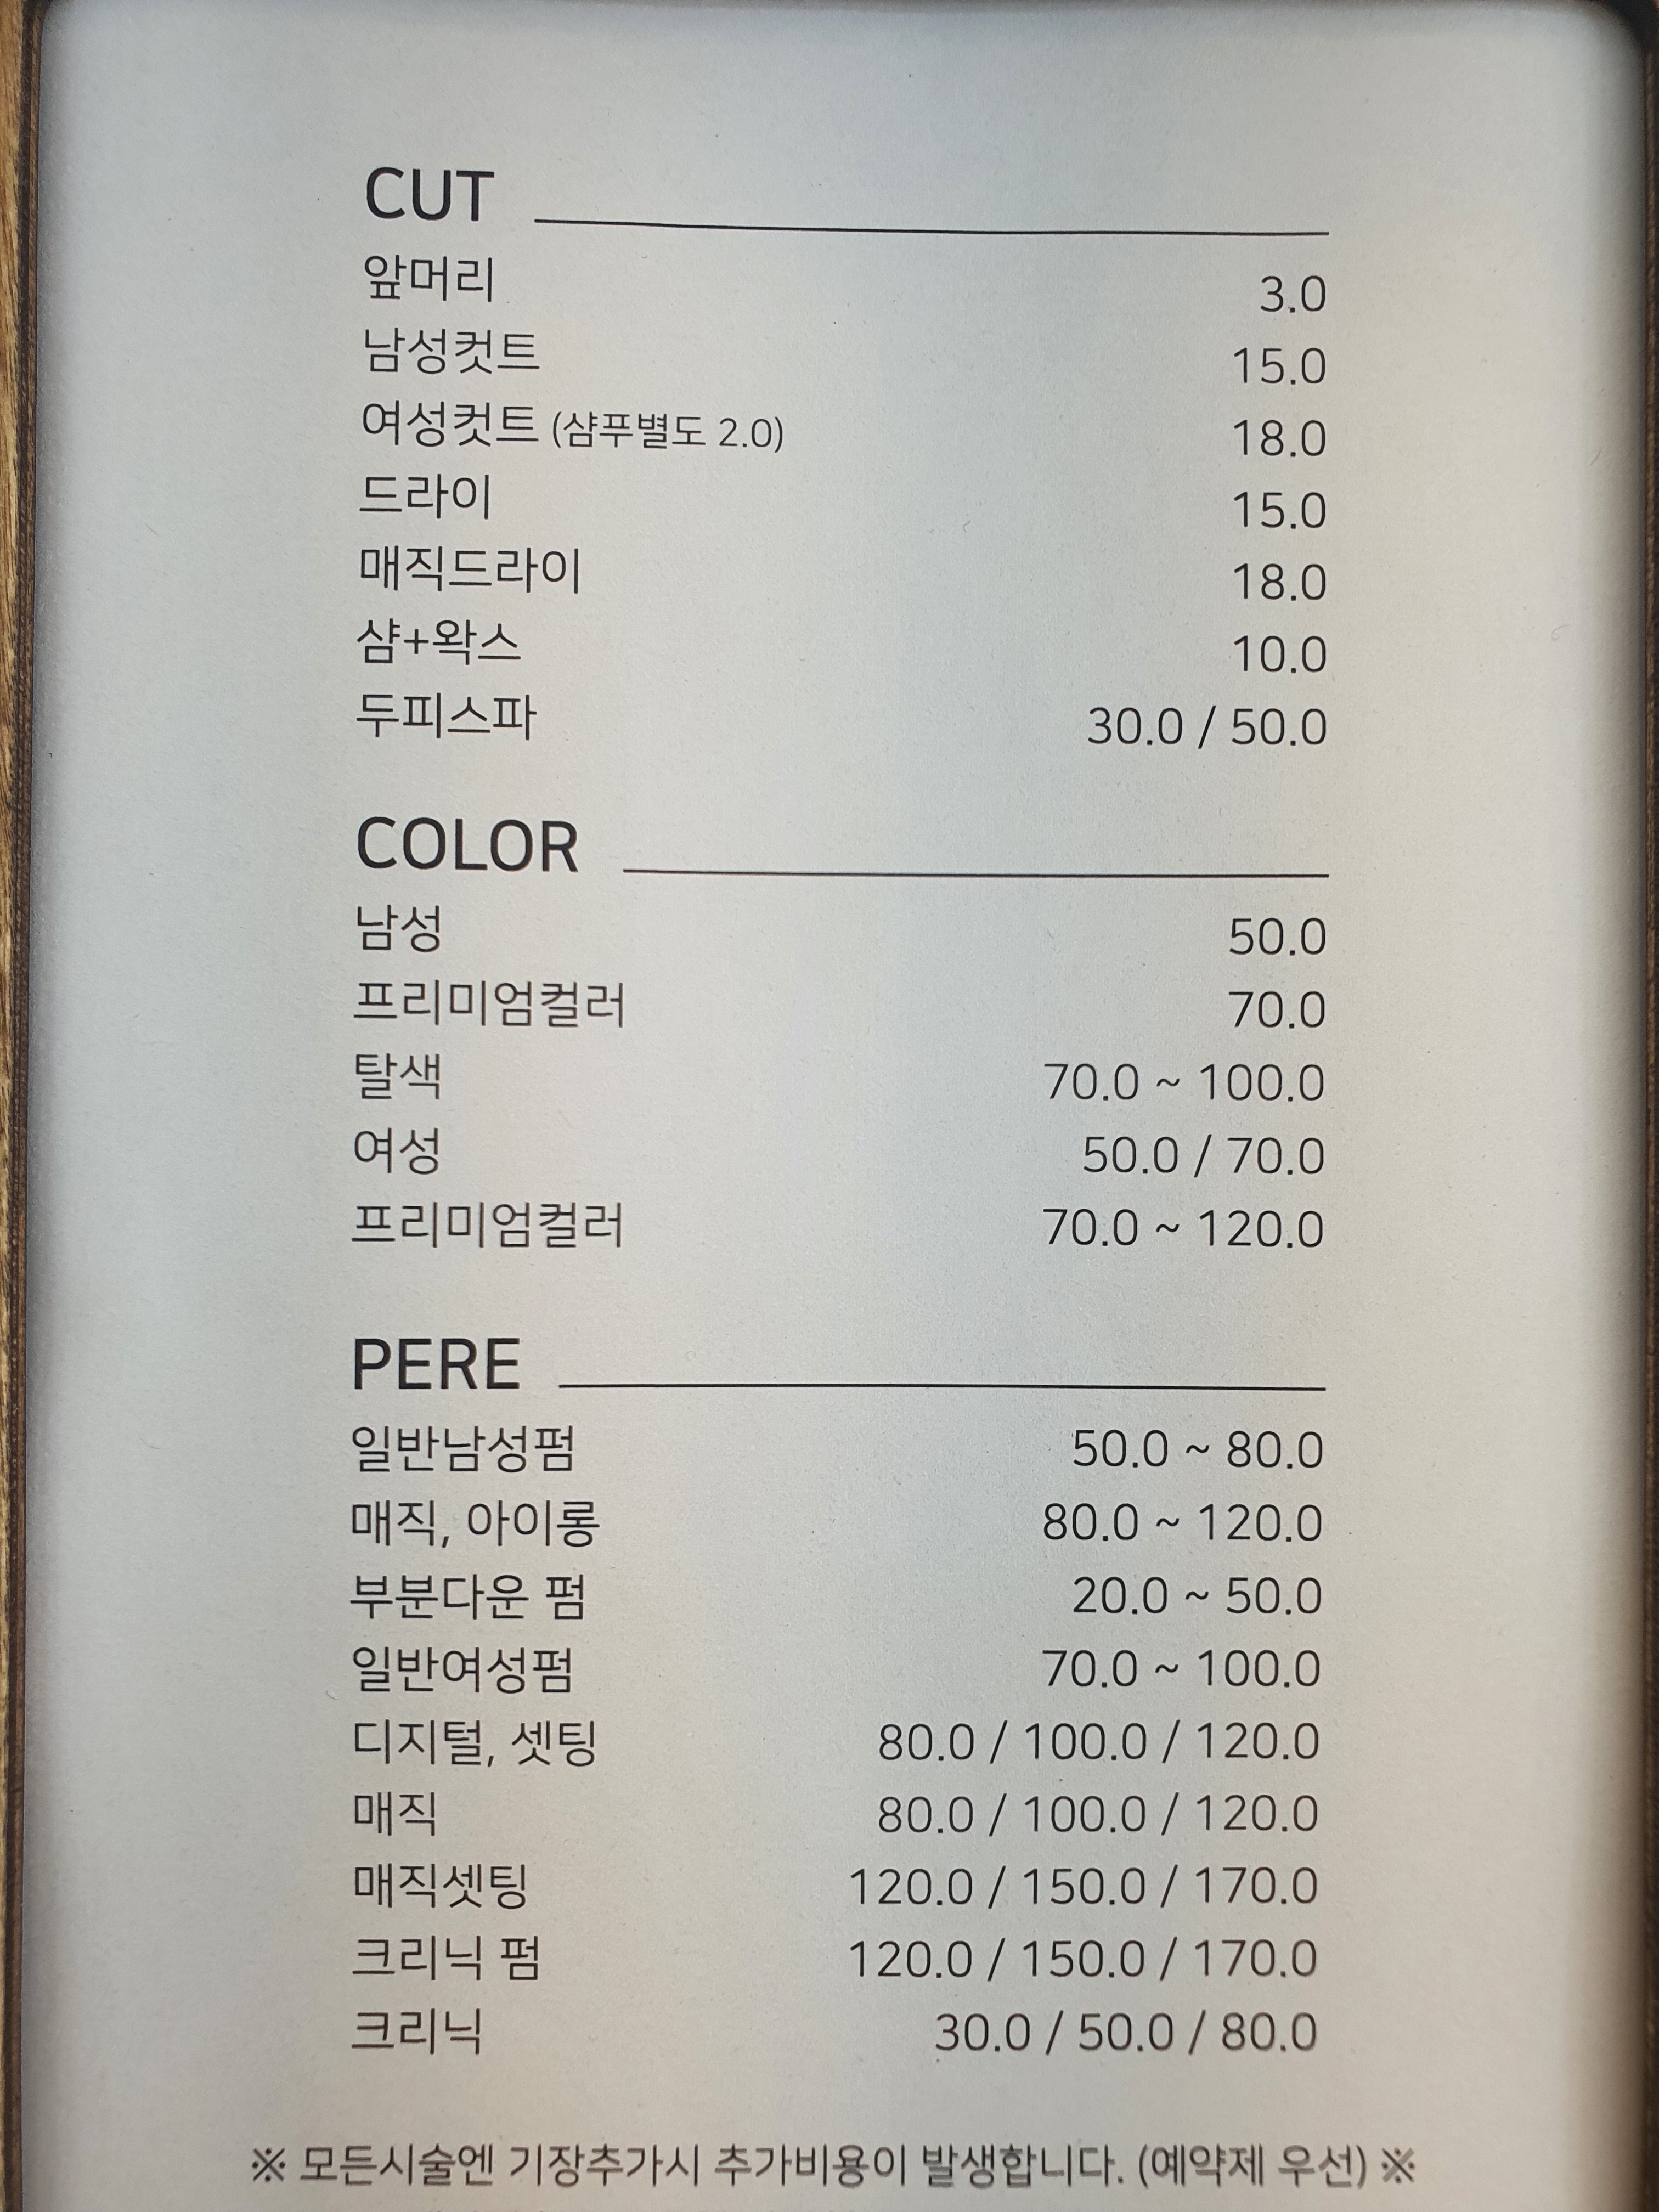 CUT
앞머리 3.0
남성컷트 15.0
여성컷트 (샴푸별도 2.0) 18.0
드라이 15.0
매직드라이 18.0
샴+왁스 10.0
두피스파 30.0 / 50.0
COLOR
남성 50.0
프리미엄컬러 70.0
탈색 70.0 ~ 100.0
여성 50.0 / 70.0
프리미엄컬러 70.0 ~ 120.0
PERE
일반남성펌 50.0 ~ 80.0
매직, 아이롱 80.0 ~ 120.0
부분다운 펌 20.0 ~ 50.0
일반여성펌 70.0 ~ 100.0
디지털, 셋팅 80.0 / 100.0 / 120.0
매직 80.0 / 100.0 / 120.0
매직셋팅 120.0 / 150.0 / 170.0
크리닉 펌 120.0 / 150.0 / 170.0
크리닉 30.0 / 50.0 / 80.0
※ 모든시술엔 기장추가시 추가비용이 발생합니다. (예약제 우선) ※